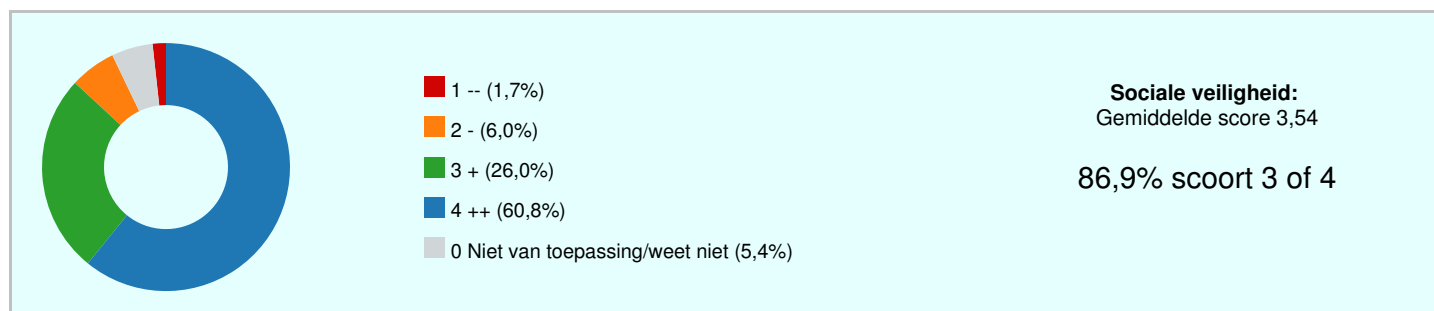 1 -- (1,7%)
2 - (6,0%)
3 + (26,0%)
4 ++ (60,8%)
0 Niet van toepassing/weet niet (5,4%)
Sociale veiligheid:
Gemiddelde score 3,54
86,9% scoort 3 of 4